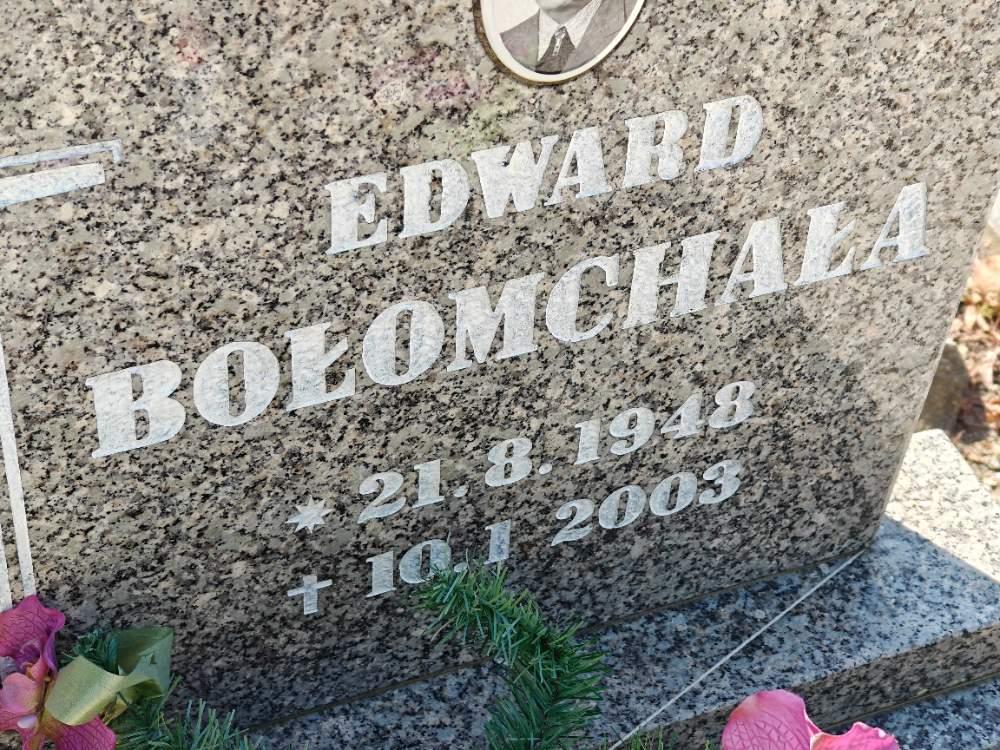 EDWARD
BOŁOMCHAŁA
* 21.8.1948
✝ 10.1 2003